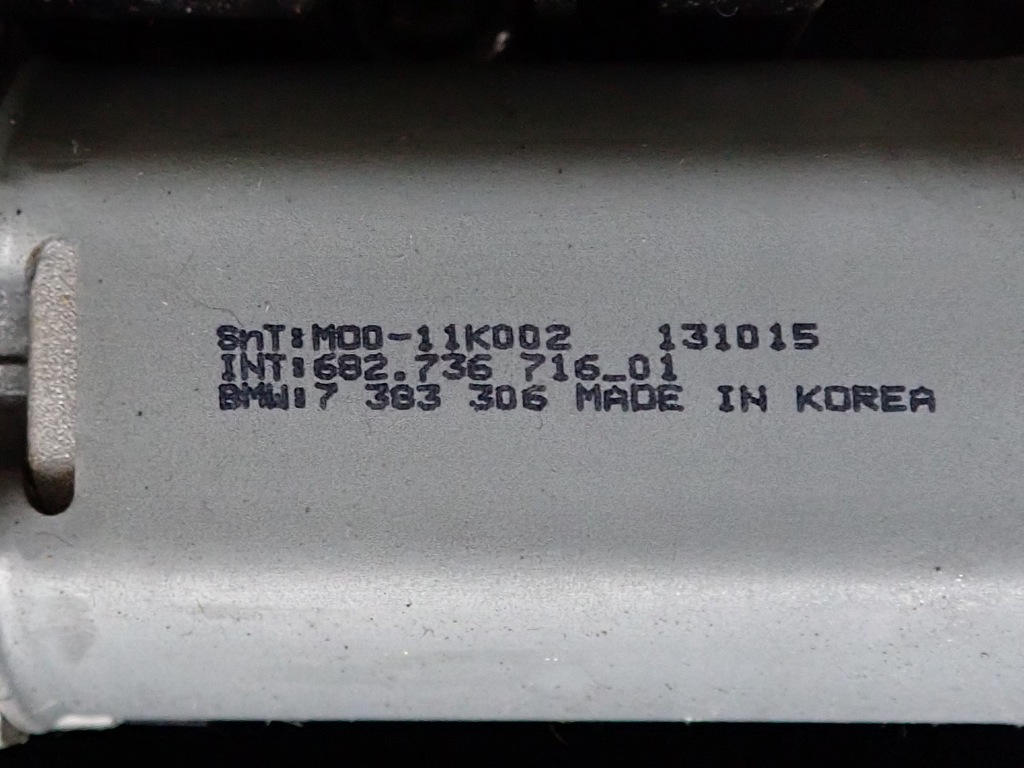 SnT:M00-11K002 131015
INT:682.736 716_01
BMW:7 383 306 MADE IN KOREA